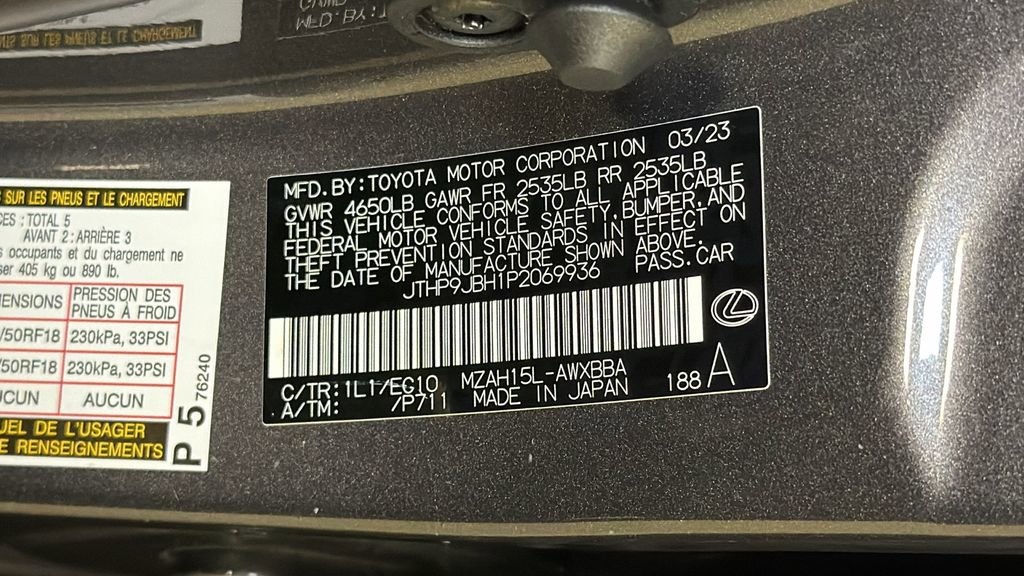 MFD. BY:
S SUR LES PNEUS ET LE CHARGEMENT
CES : TOTAL 5
AVANT 2 : ARRIÈRE 3
occupants et du chargement ne
ser 405 kg ou 890 lb.
MENSIONS PRESSION DES PNEUS À FROID
/50RF18 230kPa, 33PSI
/50RF18 230kPa, 33PSI
UCUN AUCUN
UEL DE L'USAGER
E RENSEIGNEMENTS
P 5 76240
MFD. BY: TOYOTA MOTOR CORPORATION 03/23
GVWR 4650LB GAWR FR 2535LB RR 2535LB
THIS VEHICLE CONFORMS TO ALL APPLICABLE
FEDERAL MOTOR VEHICLE SAFETY, BUMPER, AND
THEFT PREVENTION STANDARDS IN EFFECT ON
THE DATE OF MANUFACTURE SHOWN ABOVE.
JTHP9JBH1P2069936 PASS. CAR
C/TR: 1L1/EC10 MZAH15L-AWXBBA
A/TM: /P711 MADE IN JAPAN 188 A